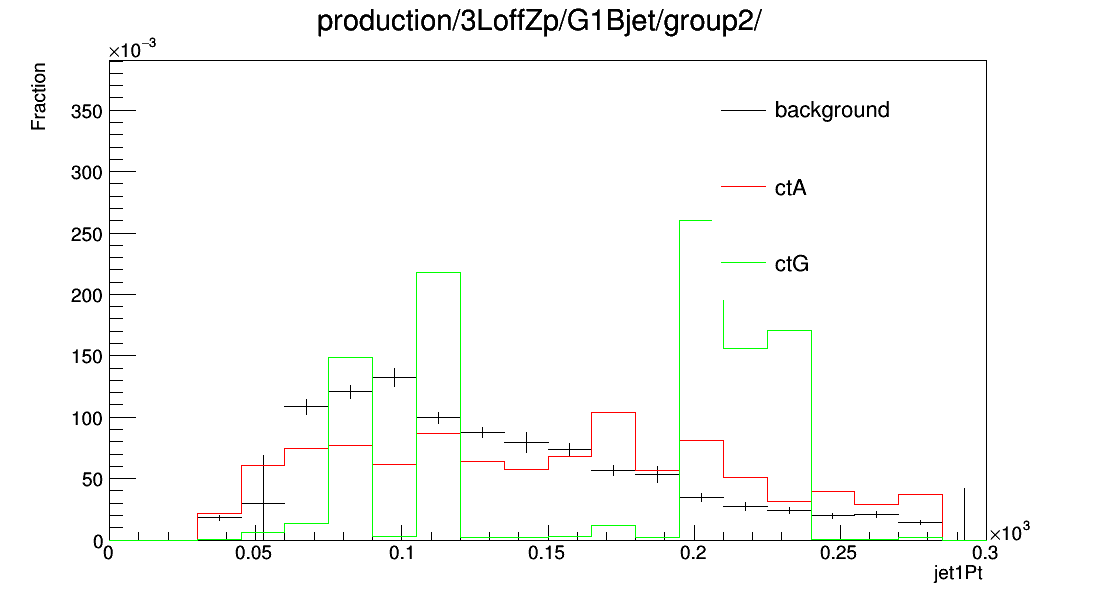 production/3LoffZp/G1Bjet/group2/
×10⁻³
Fraction
350
300
250
200
150
100
50
0
background
ctA
ctG
0 0.05 0.1 0.15 0.2 0.25 0.3
×10³
jet1Pt